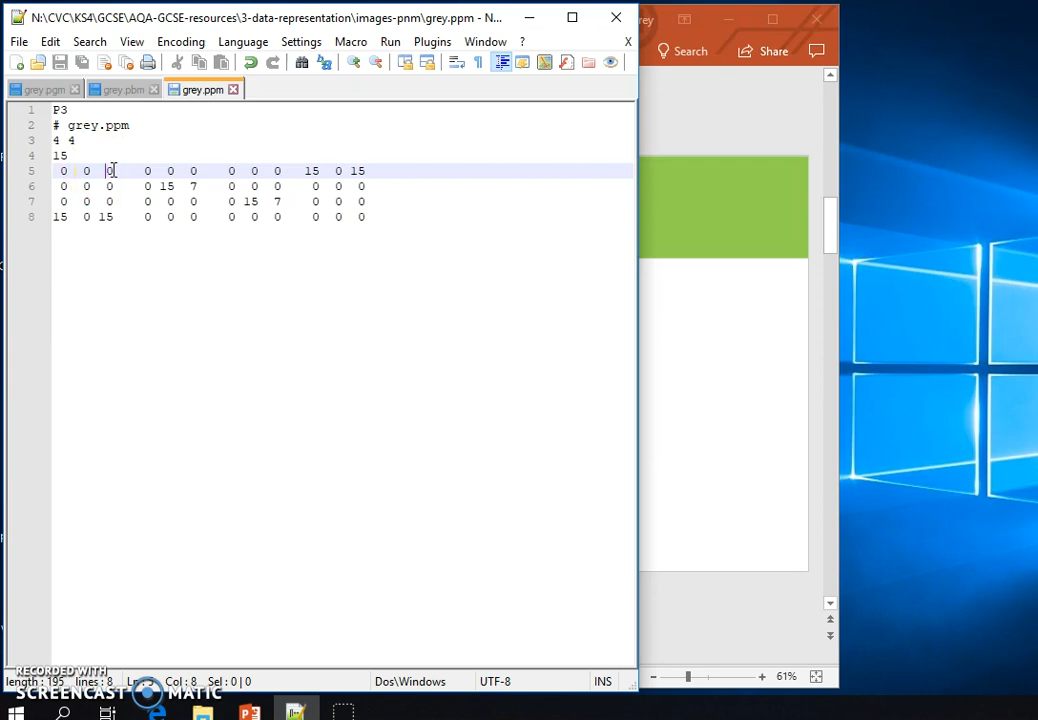 N:\CVC\KS4\GCSE\AQA-GCSE-resources\3-data-representation\images-pnm\grey.ppm - N...
rey
File Edit Search View Encoding Language Settings Macro Run Plugins Window ? X
Search Share
grey.pgm grey.pbm grey.ppm
1 P3
2 # grey.ppm
3 4 4
4 15
5 0 0 0 0 0 0 0 0 0 15 0 15
6 0 0 0 0 15 7 0 0 0 0 0 0
7 0 0 0 0 0 0 0 15 7 0 0 0
8 15 0 15 0 0 0 0 0 0 0 0 0
RECORDED WITH
SCREENCAST MATIC
length: 195 lines: 8 Col: 8 Sel: 0 | 0 Dos\Windows UTF-8 INS
61%